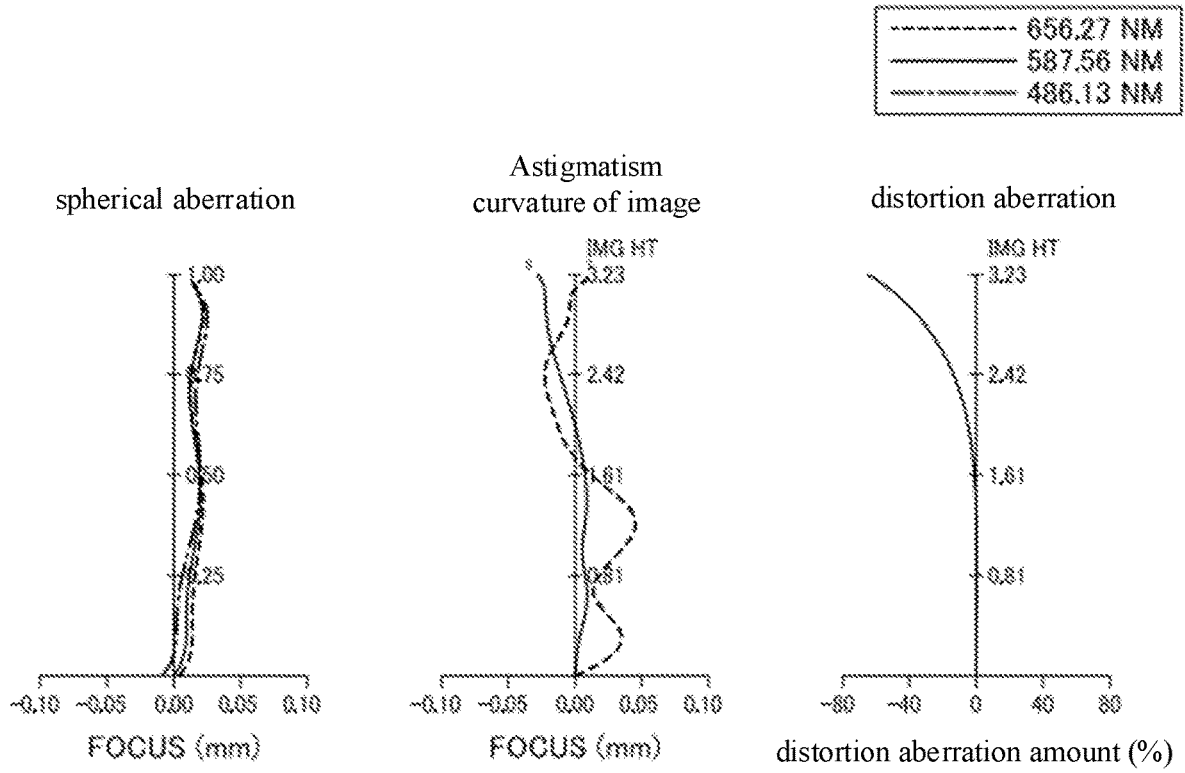 656.27 NM
587.56 NM
486.13 NM
spherical aberration
Astigmatism
curvature of image
distortion aberration
IMG HT
IMG HT
1.00
0.75
0.50
0.25
S
3.23
2.42
1.61
0.81
3.23
2.42
1.61
0.81
-0.10 -0.05 0.00 0.05 0.10
-0.10 -0.05 0.00 0.05 0.10
-80 -40 0 40 80
FOCUS (mm)
FOCUS (mm)
distortion aberration amount (%)